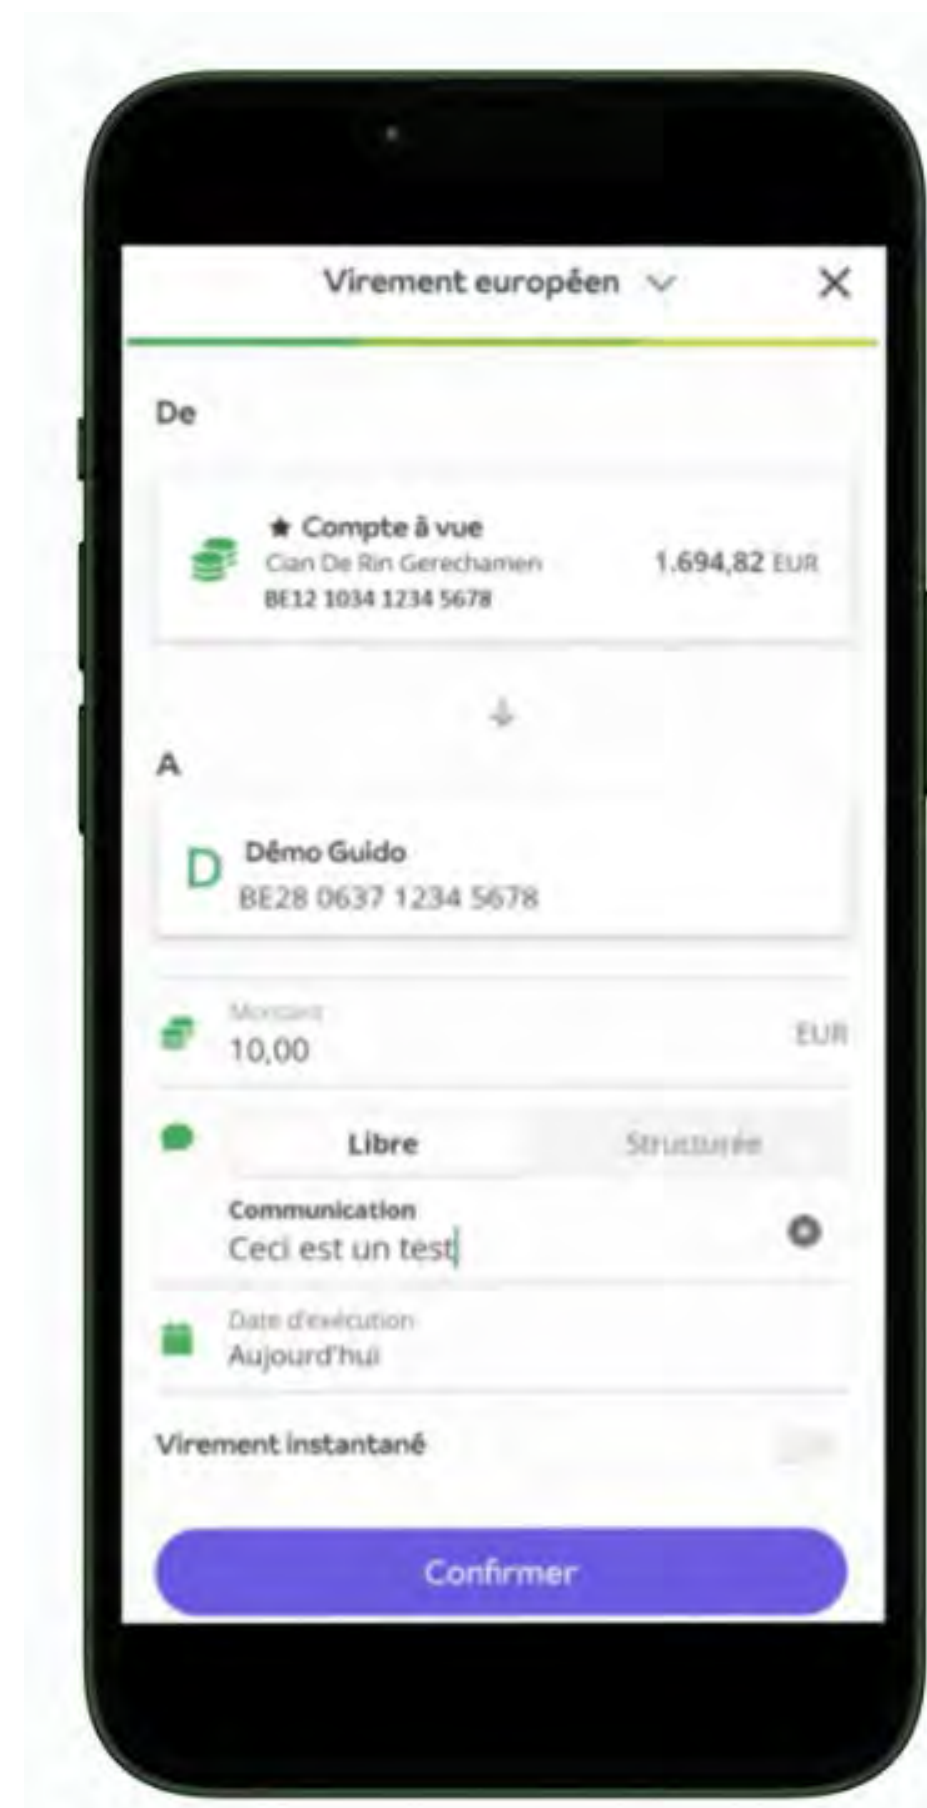 Virement européen
De
★ Compte à vue
Cian De Rin Gerechamen
1.694,82 EUR
BE12 1034 1234 5678
A
D
Démo Guido
BE28 0637 1234 5678
Montant
10,00
EUR
Libre
Structurée
Communication
Ceci est un test
Date d'exécution
Aujourd'hui
Virement instantané
Confirmer